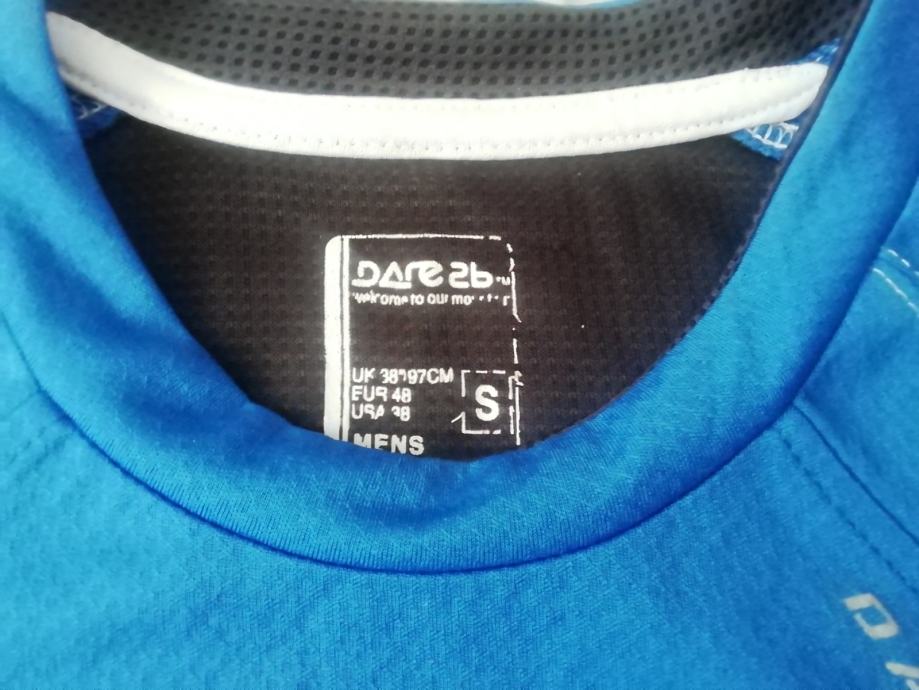 DARE 2b
welcome to our
UK 38"97CM
EUR 48
USA 38
S
MENS
D